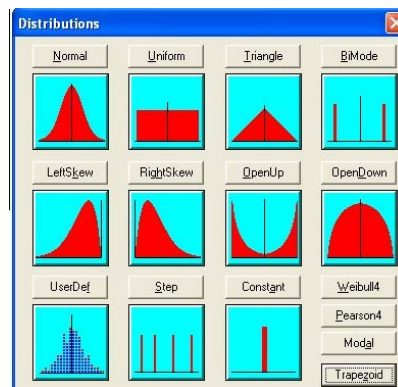 Distributions
Normal Uniform Triangle BiMode
LeftSkew RightSkew OpenUp OpenDown
UserDef Step Constant Weibull4
Pearson4
Modal
Trapezoid